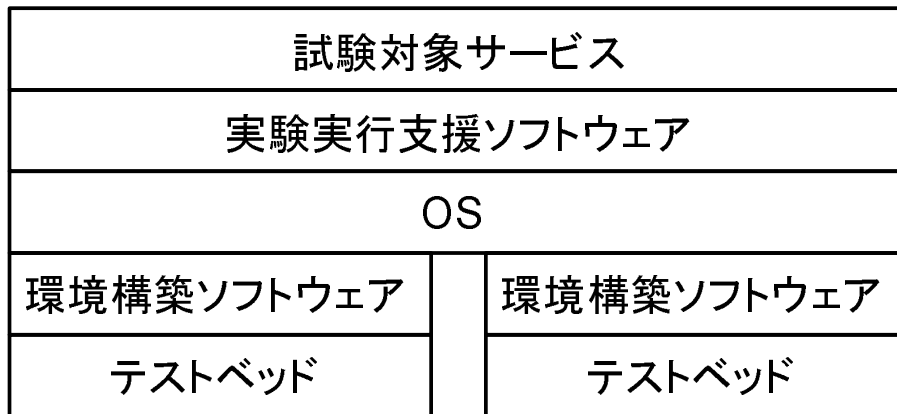 試験対象サービス
実験実行支援ソフトウェア
OS
環境構築ソフトウェア 環境構築ソフトウェア
テストベッド テストベッド